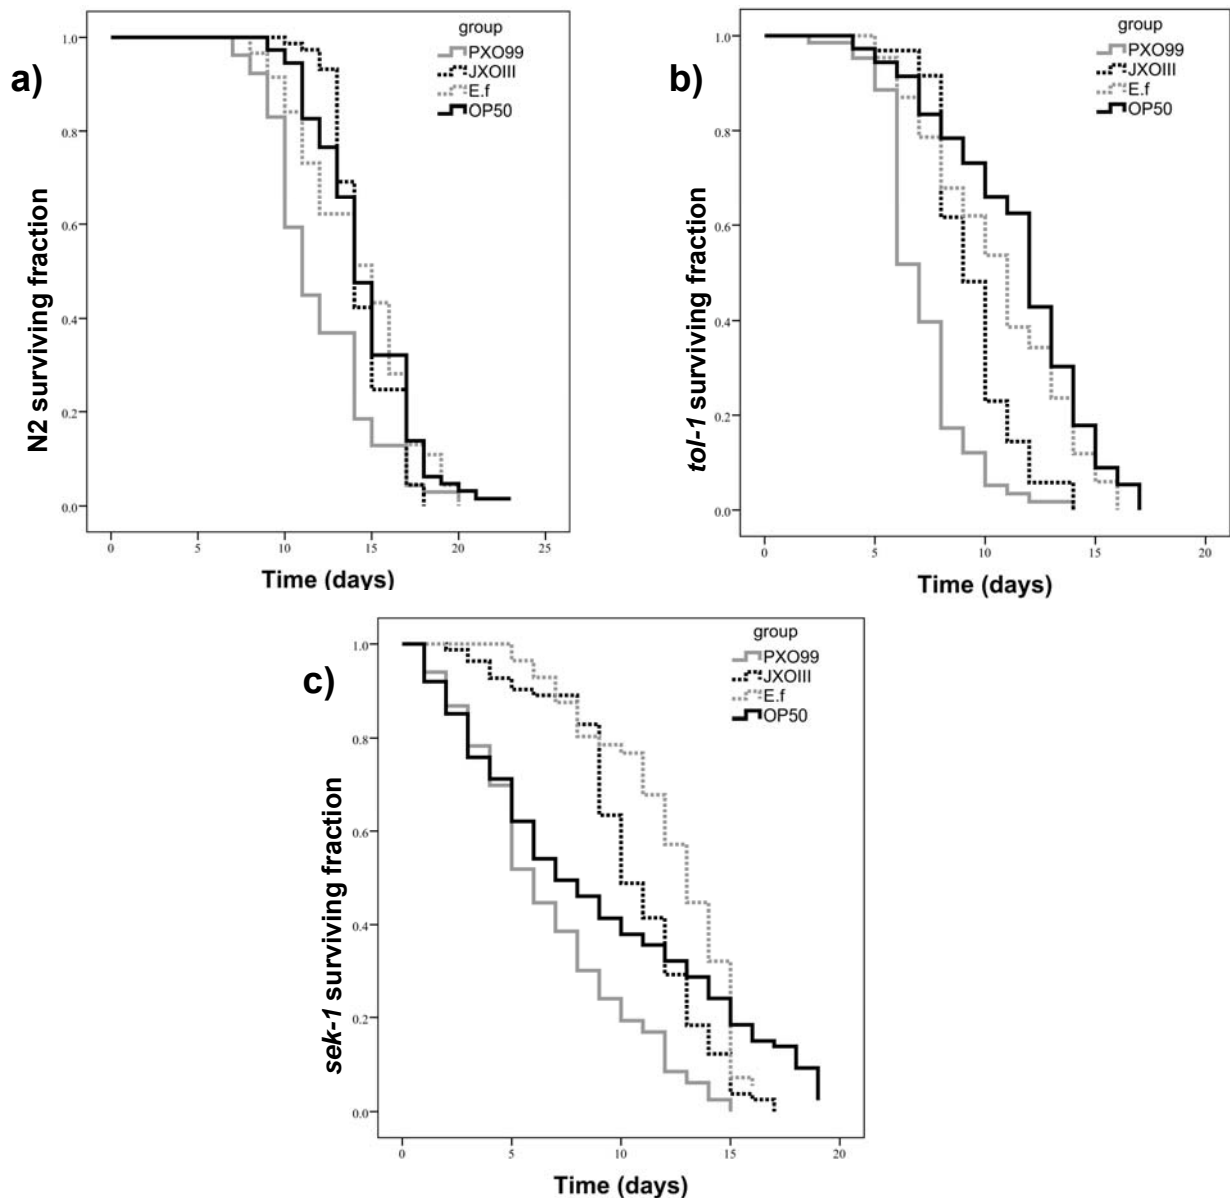 a)
N2 surviving fraction
1.0
0.8
0.6
0.4
0.2
0.0
0
5
10
15
20
25
Time (days)
group
PXO99
JXOIII
E.f
OP50
b)
tol-1 surviving fraction
1.0
0.8
0.6
0.4
0.2
0.0
0
5
10
15
20
Time (days)
group
PXO99
JXOIII
E.f
OP50
c)
sek-1 surviving fraction
1.0
0.8
0.6
0.4
0.2
0.0
0
5
10
15
20
Time (days)
group
PXO99
JXOIII
E.f
OP50